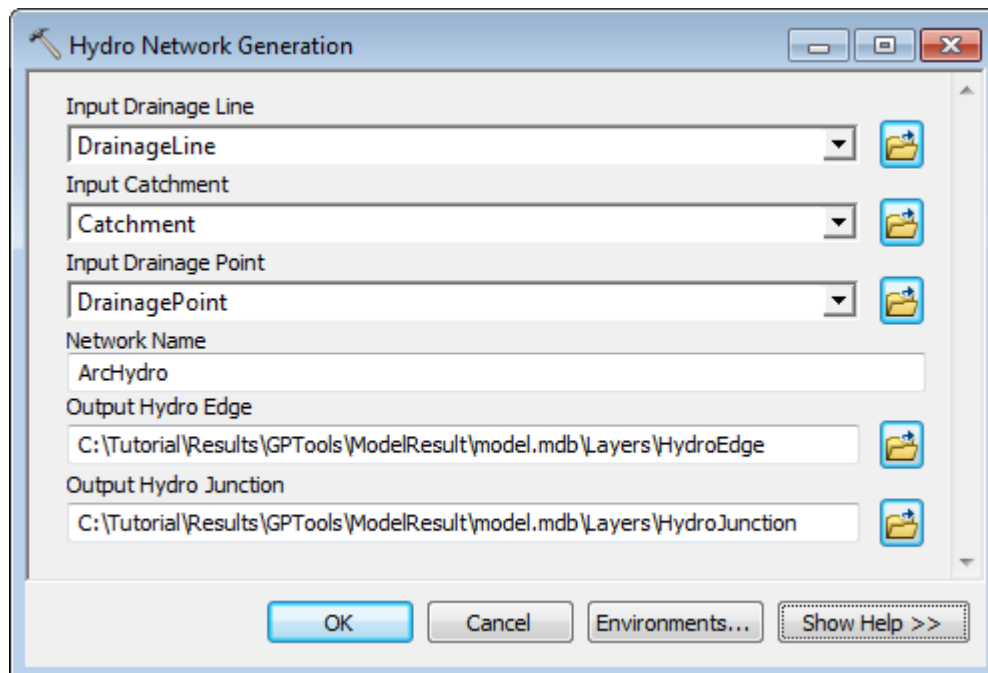 Hydro Network Generation
Input Drainage Line
DrainageLine
Input Catchment
Catchment
Input Drainage Point
DrainagePoint
Network Name
ArcHydro
Output Hydro Edge
C:\Tutorial\Results\GPTools\ModelResult\model.mdb\Layers\HydroEdge
Output Hydro Junction
C:\Tutorial\Results\GPTools\ModelResult\model.mdb\Layers\HydroJunction
OK Cancel Environments... Show Help >>